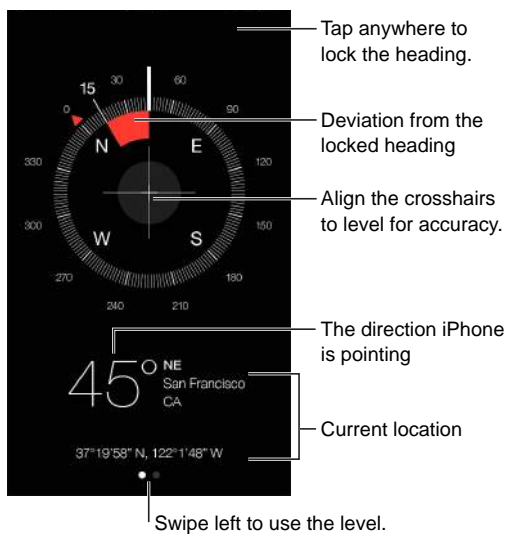 Tap anywhere to
lock the heading.
30
60
15
0
90
N
E
Deviation from the
locked heading
330
120
Align the crosshairs
to level for accuracy.
300
150
W
S
270
180
240
210
The direction iPhone
is pointing
45° NE
San Francisco
CA
Current location
37°19'58" N, 122°1'48" W
Swipe left to use the level.